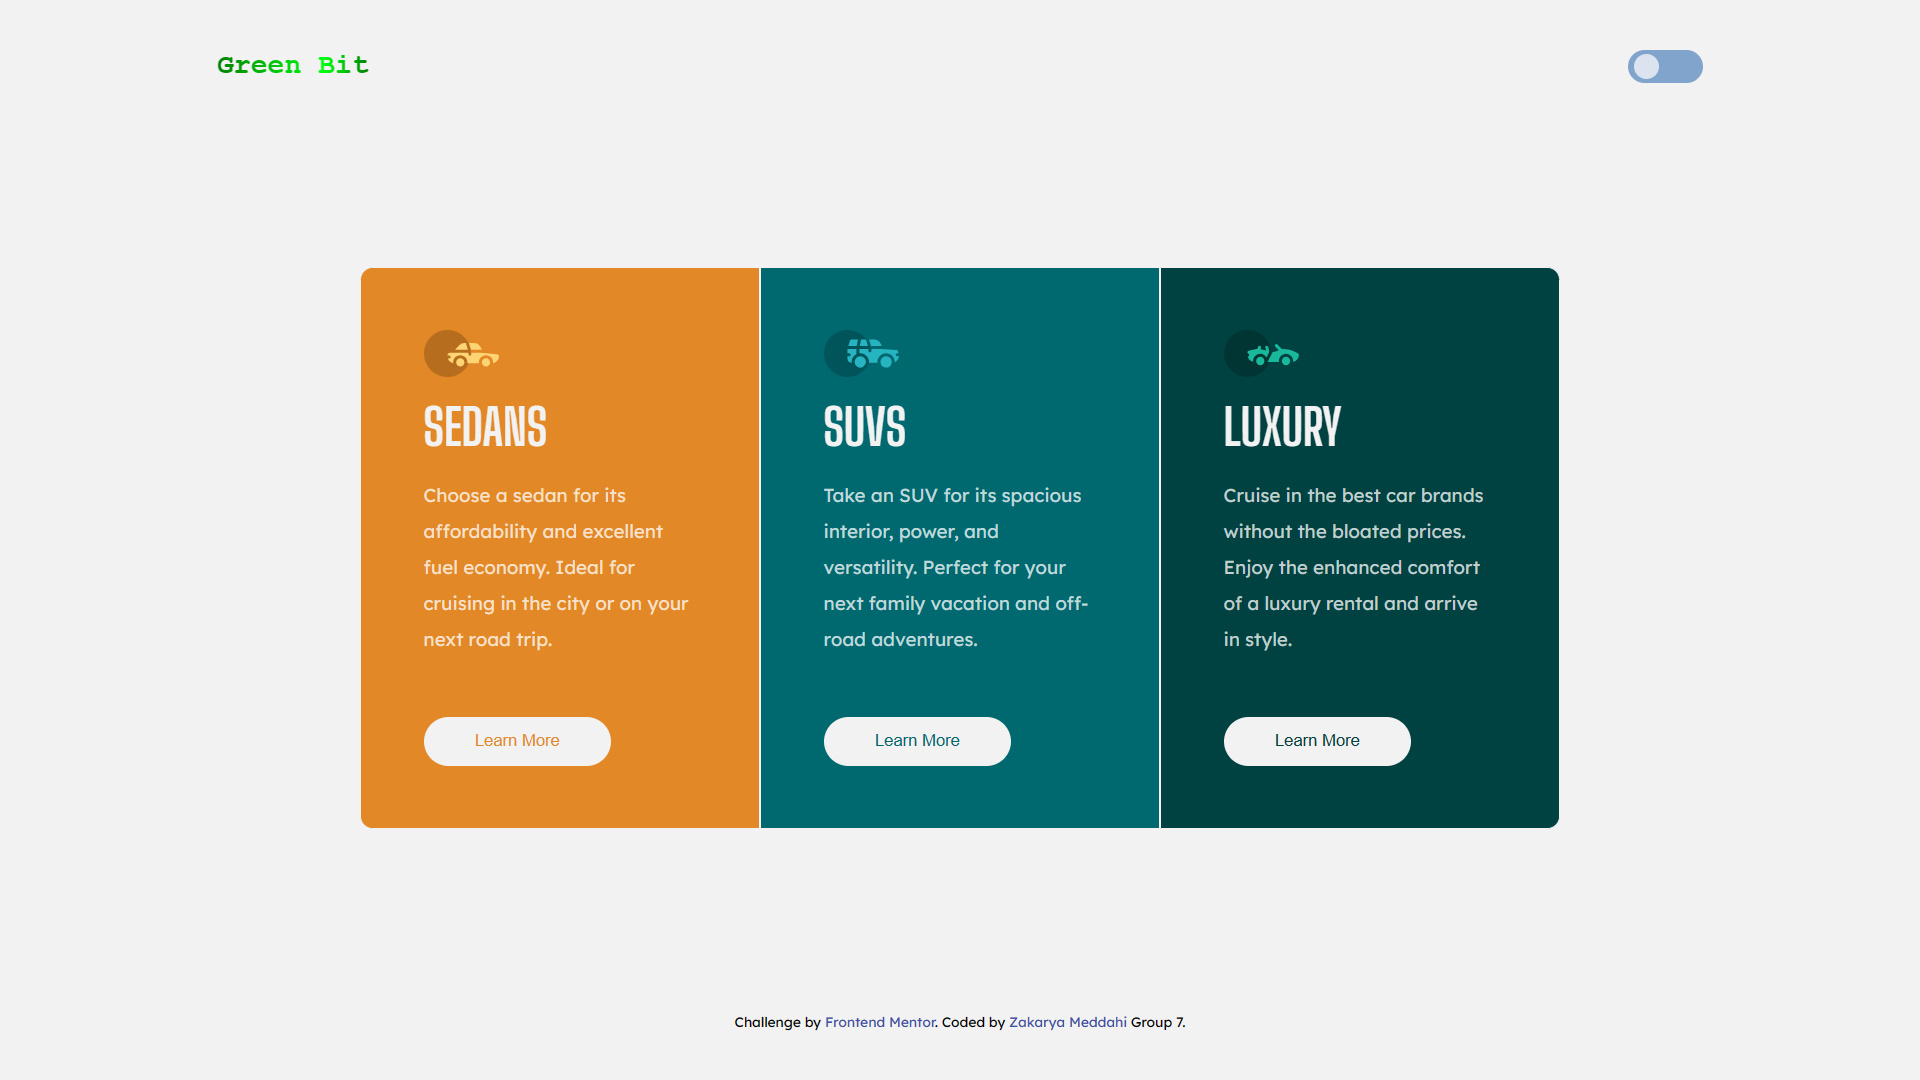 Green Bit
SEDANS
Choose a sedan for its
affordability and excellent
fuel economy. Ideal for
cruising in the city or on your
next road trip.
Learn More
SUVS
Take an SUV for its spacious
interior, power, and
versatility. Perfect for your
next family vacation and off-
road adventures.
Learn More
LUXURY
Cruise in the best car brands
without the bloated prices.
Enjoy the enhanced comfort
of a luxury rental and arrive
in style.
Learn More
Challenge by Frontend Mentor. Coded by Zakarya Meddahi Group 7.